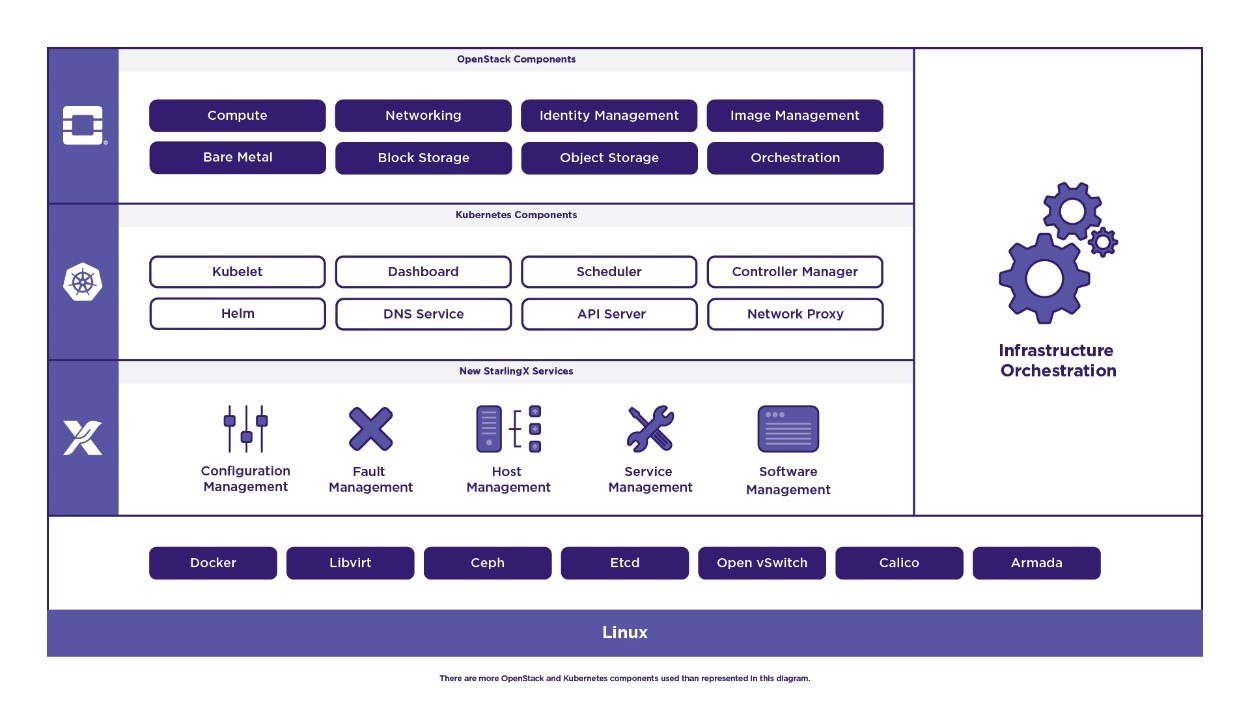 OpenStack Components
Compute
Networking
Identity Management
Image Management
Bare Metal
Block Storage
Object Storage
Orchestration
Kubernetes Components
Kubelet
Dashboard
Scheduler
Controller Manager
Helm
DNS Service
API Server
Network Proxy
New StarlingX Services
Configuration
Management
Fault
Management
Host
Management
Service
Management
Software
Management
Infrastructure
Orchestration
Docker
Libvirt
Ceph
Etcd
Open vSwitch
Calico
Armada
Linux
There are more OpenStack and Kubernetes components used than represented in this diagram.